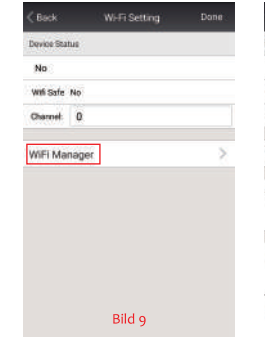 < Back Wi-Fi Setting Done
Device Status
No
Wifi Safe No
Channel: 0
WiFi Manager >
Bild 9